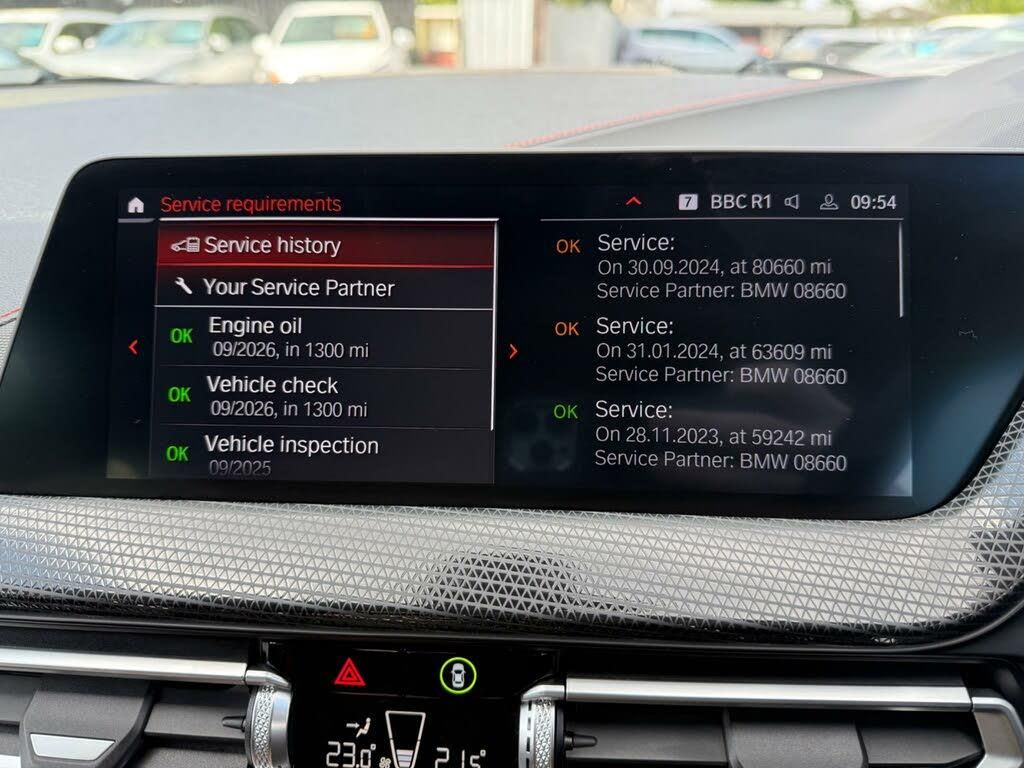 Service requirements
7 BBC R1 09:54
Service history
Your Service Partner
OK Engine oil
09/2026, in 1300 mi
OK Vehicle check
09/2026, in 1300 mi
OK Vehicle inspection
09/2025
OK Service:
On 30.09.2024, at 80660 mi
Service Partner: BMW 08660
OK Service:
On 31.01.2024, at 63609 mi
Service Partner: BMW 08660
OK Service:
On 28.11.2023, at 59242 mi
Service Partner: BMW 08660
23.0° 21.5°